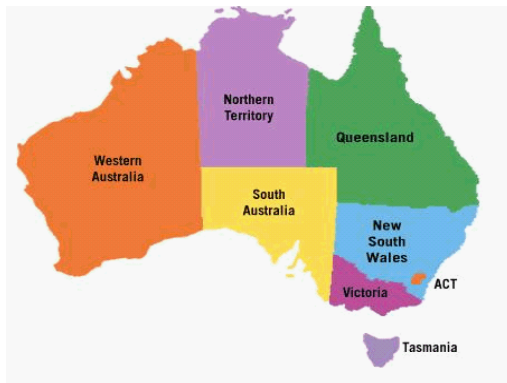 Northern
Territory
Queensland
Western
Australia
South
Australia
New
South
Wales
ACT
Victoria
Tasmania